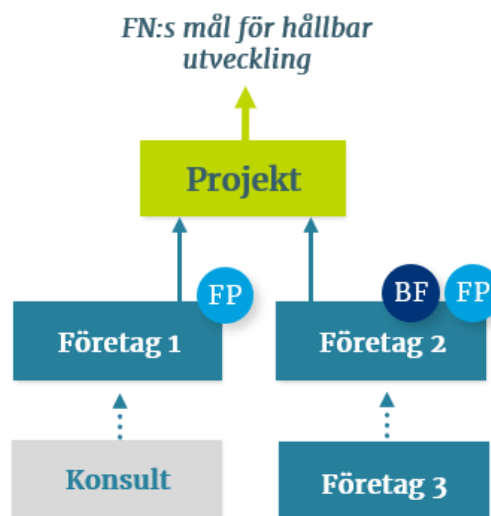 FN:s mål för hållbar
utveckling
Projekt
FP
BF FP
Företag 1
Företag 2
Konsult
Företag 3